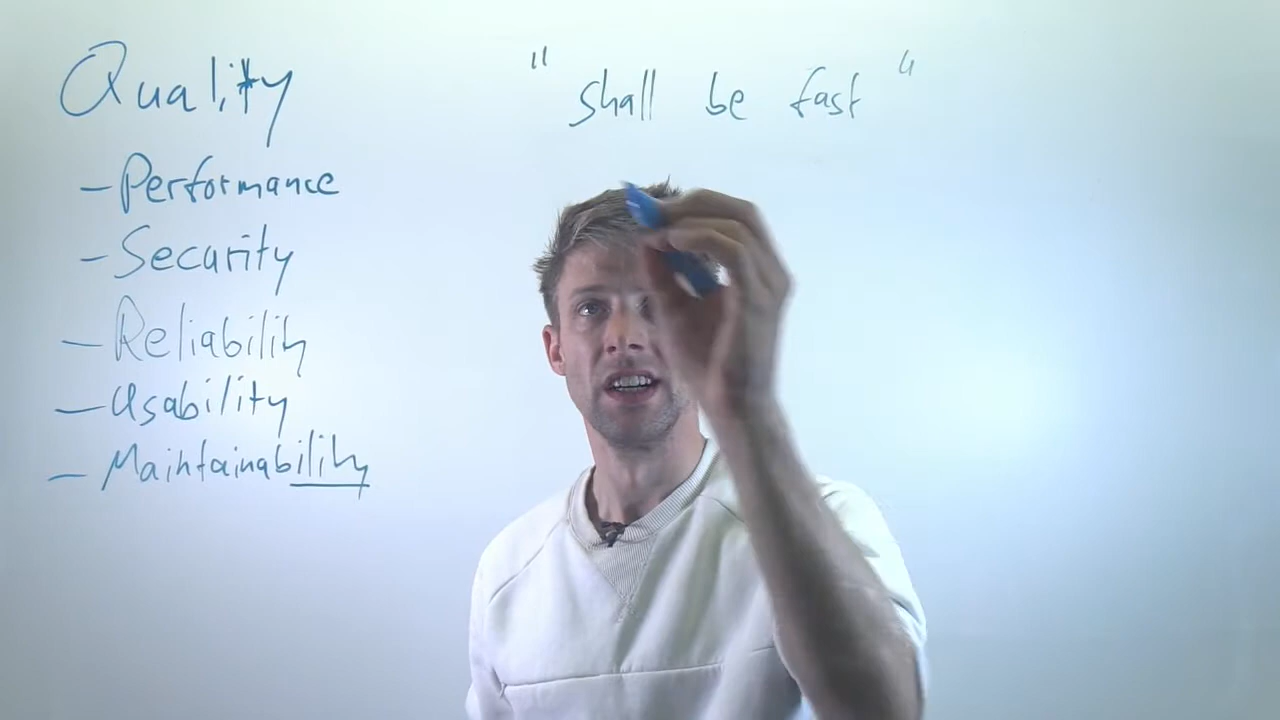 Quality
- Performance
- Security
- Reliability
- Usability
- Maintainability
" shall be fast "